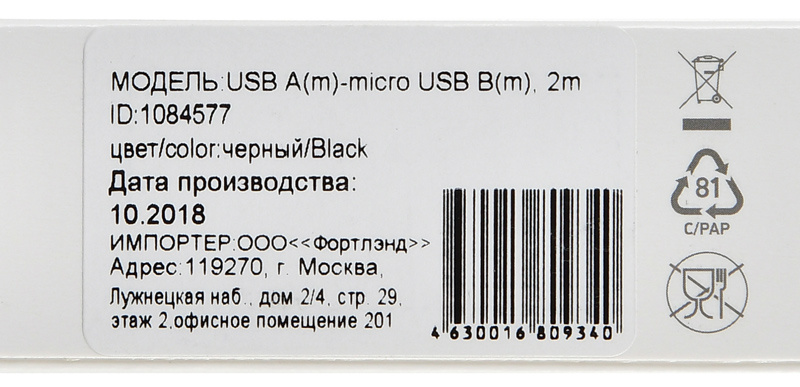 МОДЕЛЬ:USB A(m)-micro USB B(m), 2m
ID:1084577
цвет/color:черный/Black
Дата производства:
10.2018
ИМПОРТЕР:ООО<<Фортлэнд>>
Адрес:119270, г. Москва,
Лужнецкая наб., дом 2/4, стр. 29,
этаж 2,офисное помещение 201
4 630016 809340
81
C/PAP